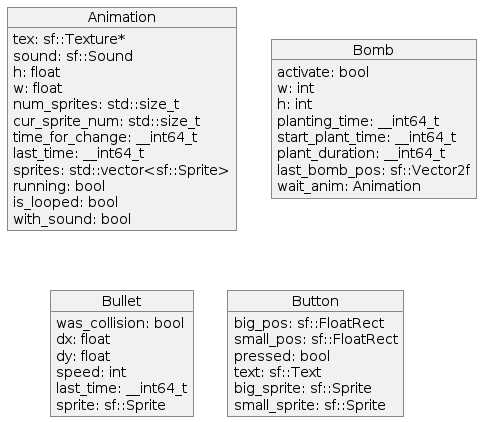 Animation
tex: sf::Texture*
sound: sf::Sound
h: float
w: float
num_sprites: std::size_t
cur_sprite_num: std::size_t
time_for_change: __int64_t
last_time: __int64_t
sprites: std::vector<sf::Sprite>
running: bool
is_looped: bool
with_sound: bool
Bomb
activate: bool
w: int
h: int
planting_time: __int64_t
start_plant_time: __int64_t
plant_duration: __int64_t
last_bomb_pos: sf::Vector2f
wait_anim: Animation
Bullet
was_collision: bool
dx: float
dy: float
speed: int
last_time: __int64_t
sprite: sf::Sprite
Button
big_pos: sf::FloatRect
small_pos: sf::FloatRect
pressed: bool
text: sf::Text
big_sprite: sf::Sprite
small_sprite: sf::Sprite